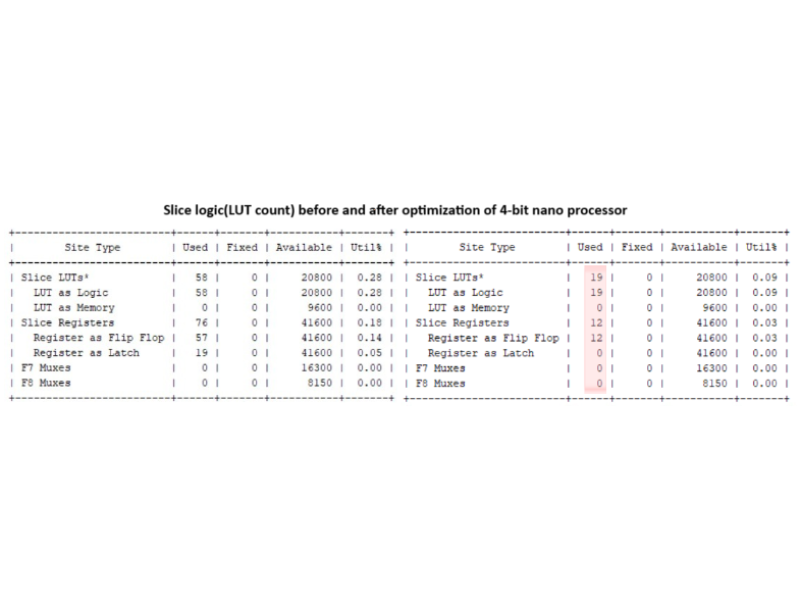 Slice logic(LUT count) before and after optimization of 4-bit nano processor
+-------------------------+------+-------+-----------+-------+
| Site Type | Used | Fixed | Available | Util% |
+-------------------------+------+-------+-----------+-------+
| Slice LUTs* | 58 | 0 | 20800 | 0.28 |
| LUT as Logic | 58 | 0 | 20800 | 0.28 |
| LUT as Memory | 0 | 0 | 9600 | 0.00 |
| Slice Registers | 76 | 0 | 41600 | 0.18 |
| Register as Flip Flop | 57 | 0 | 41600 | 0.14 |
| Register as Latch | 19 | 0 | 41600 | 0.05 |
| F7 Muxes | 0 | 0 | 16300 | 0.00 |
| F8 Muxes | 0 | 0 | 8150 | 0.00 |
+-------------------------+------+-------+-----------+-------+
+-------------------------+------+-------+-----------+-------+
| Site Type | Used | Fixed | Available | Util% |
+-------------------------+------+-------+-----------+-------+
| Slice LUTs* | 19 | 0 | 20800 | 0.09 |
| LUT as Logic | 19 | 0 | 20800 | 0.09 |
| LUT as Memory | 0 | 0 | 9600 | 0.00 |
| Slice Registers | 12 | 0 | 41600 | 0.03 |
| Register as Flip Flop | 12 | 0 | 41600 | 0.03 |
| Register as Latch | 0 | 0 | 41600 | 0.00 |
| F7 Muxes | 0 | 0 | 16300 | 0.00 |
| F8 Muxes | 0 | 0 | 8150 | 0.00 |
+-------------------------+------+-------+-----------+-------+